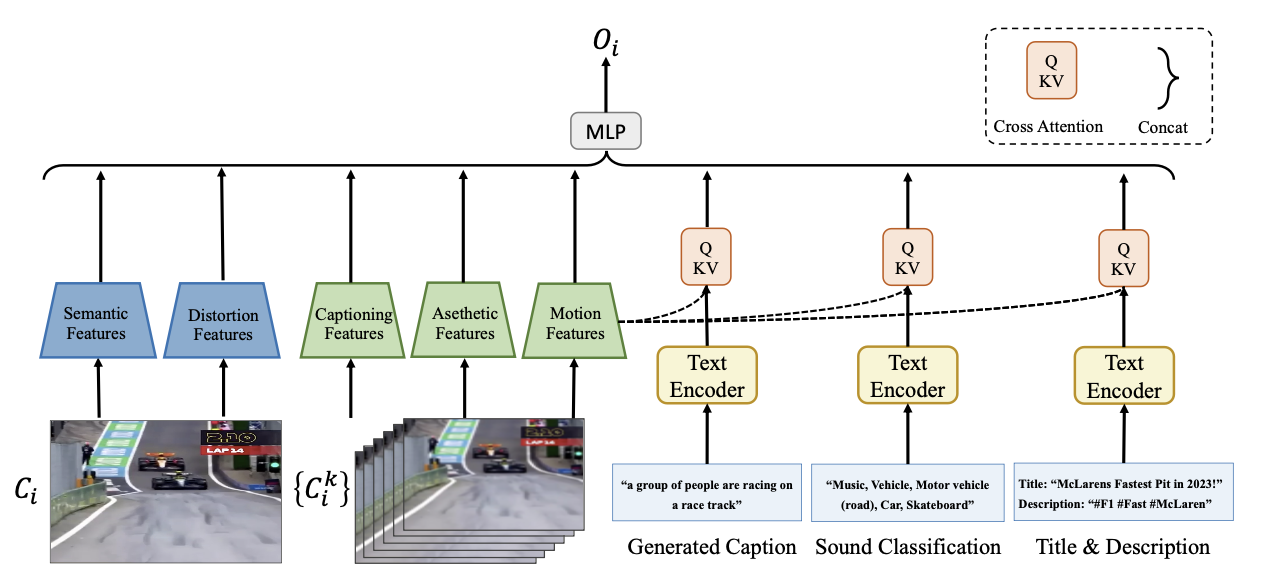 O_i
MLP
Q
KV
Cross Attention
Concat
Semantic
Features
Distortion
Features
Captioning
Features
Asethetic
Features
Motion
Features
Q
KV
Q
KV
Q
KV
Text
Encoder
Text
Encoder
Text
Encoder
C_i
LAP 14
{C_i^k}
“a group of people are racing on
a race track”
Generated Caption
“Music, Vehicle, Motor vehicle
(road), Car, Skateboard”
Sound Classification
Title: “McLarens Fastest Pit in 2023!”
Description: “#F1 #Fast #McLaren”
Title & Description